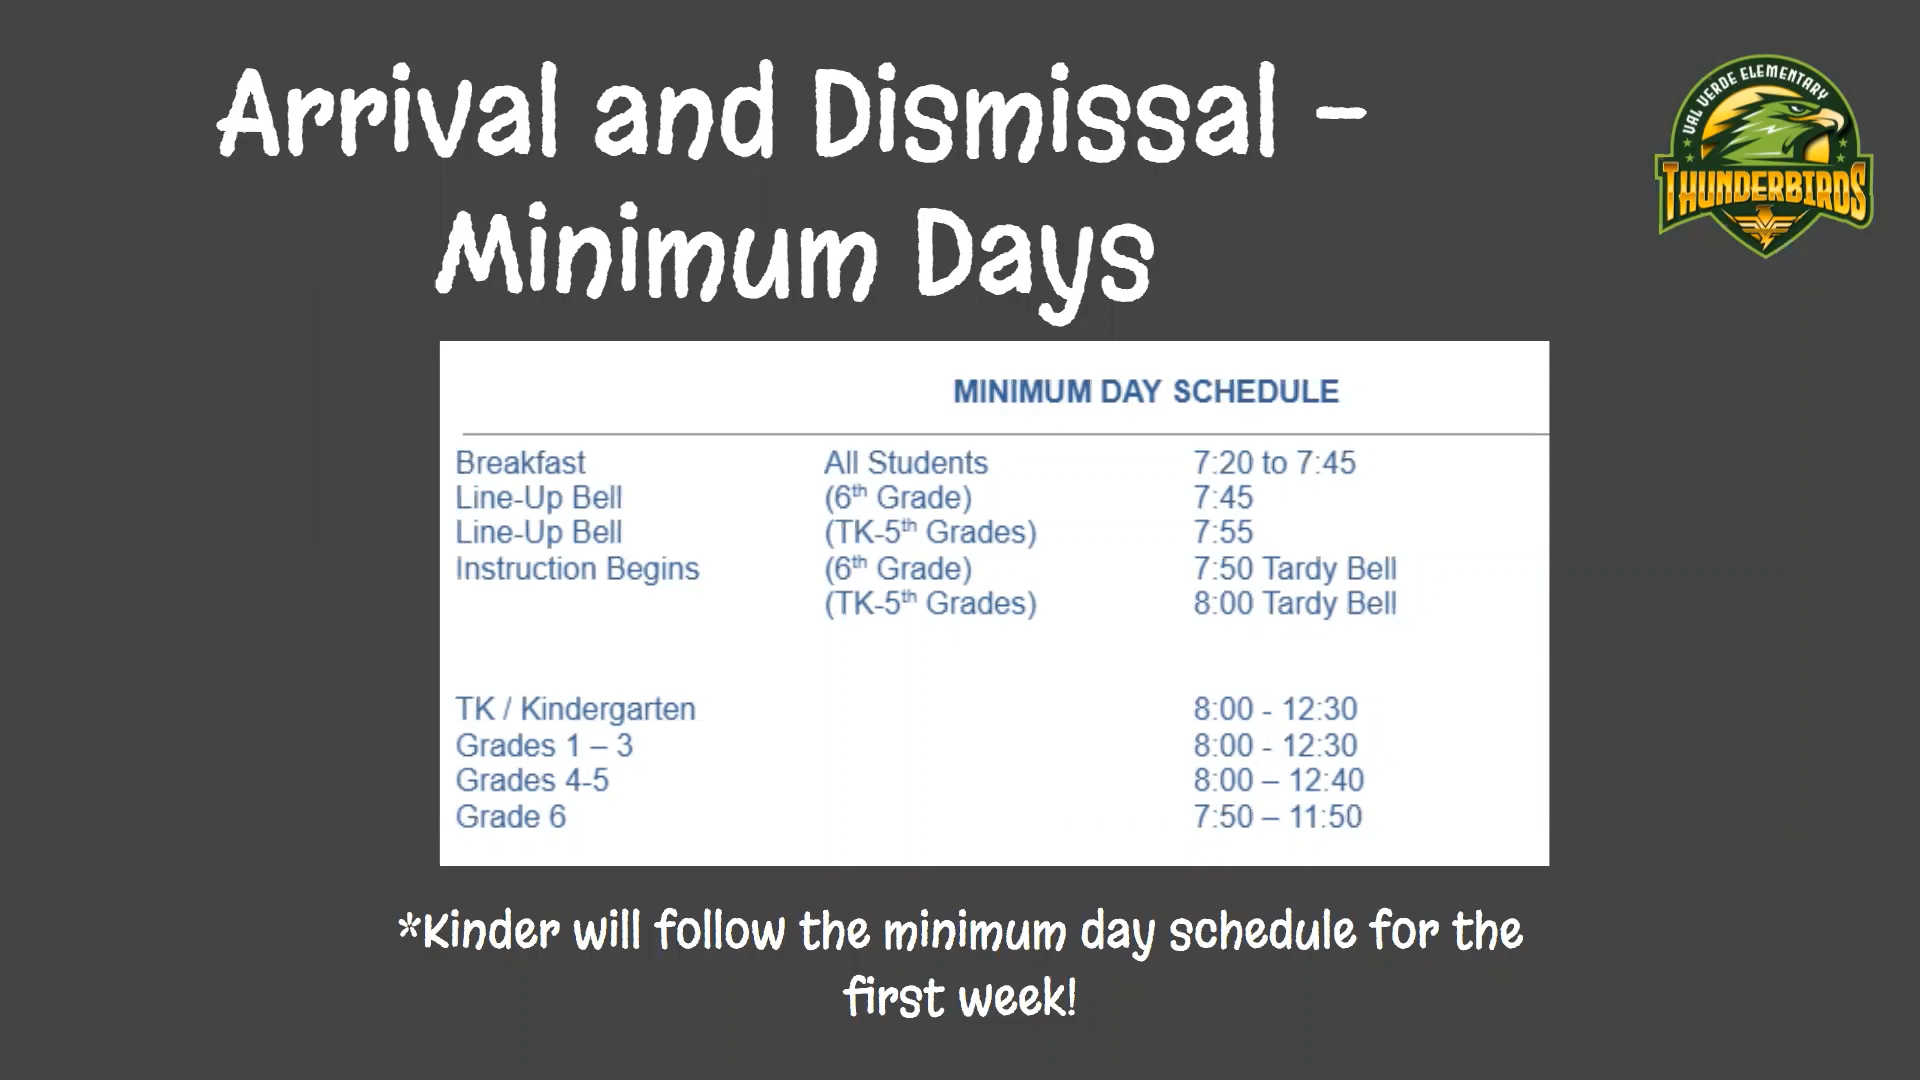 Arrival and Dismissal –
Minimum Days
VAL VERDE ELEMENTARY
THUNDERBIRDS
MINIMUM DAY SCHEDULE
Breakfast All Students 7:20 to 7:45
Line-Up Bell (6th Grade) 7:45
Line-Up Bell (TK-5th Grades) 7:55
Instruction Begins (6th Grade) 7:50 Tardy Bell
(TK-5th Grades) 8:00 Tardy Bell
TK / Kindergarten 8:00 - 12:30
Grades 1 – 3 8:00 - 12:30
Grades 4-5 8:00 – 12:40
Grade 6 7:50 – 11:50
*Kinder will follow the minimum day schedule for the
first week!